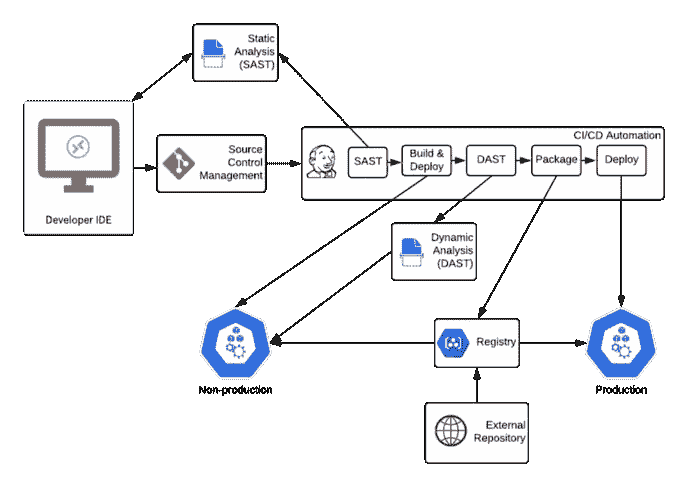 Static
Analysis
(SAST)
CI/CD Automation
SAST
Build &
Deploy
DAST
Package
Deploy
Source
Control
Management
Developer IDE
Dynamic
Analysis
(DAST)
Registry
Non-production
Production
External
Repository